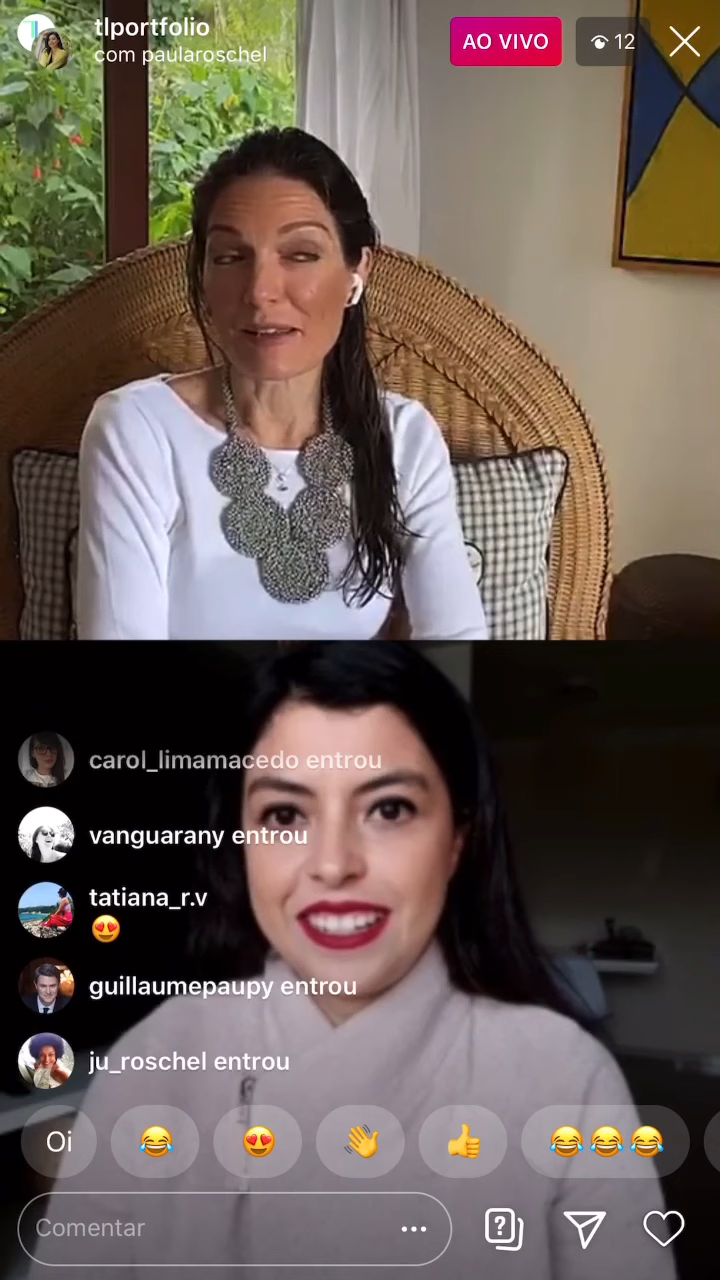 tlportfolio
com paularoschel
AO VIVO
12
carol_limamacedo entrou
vanguarany entrou
tatiana_r.v
😍
guillaumepaupy entrou
ju_roschel entrou
Oi 😂 😍 👋 👍 😂😂😂
Comentar